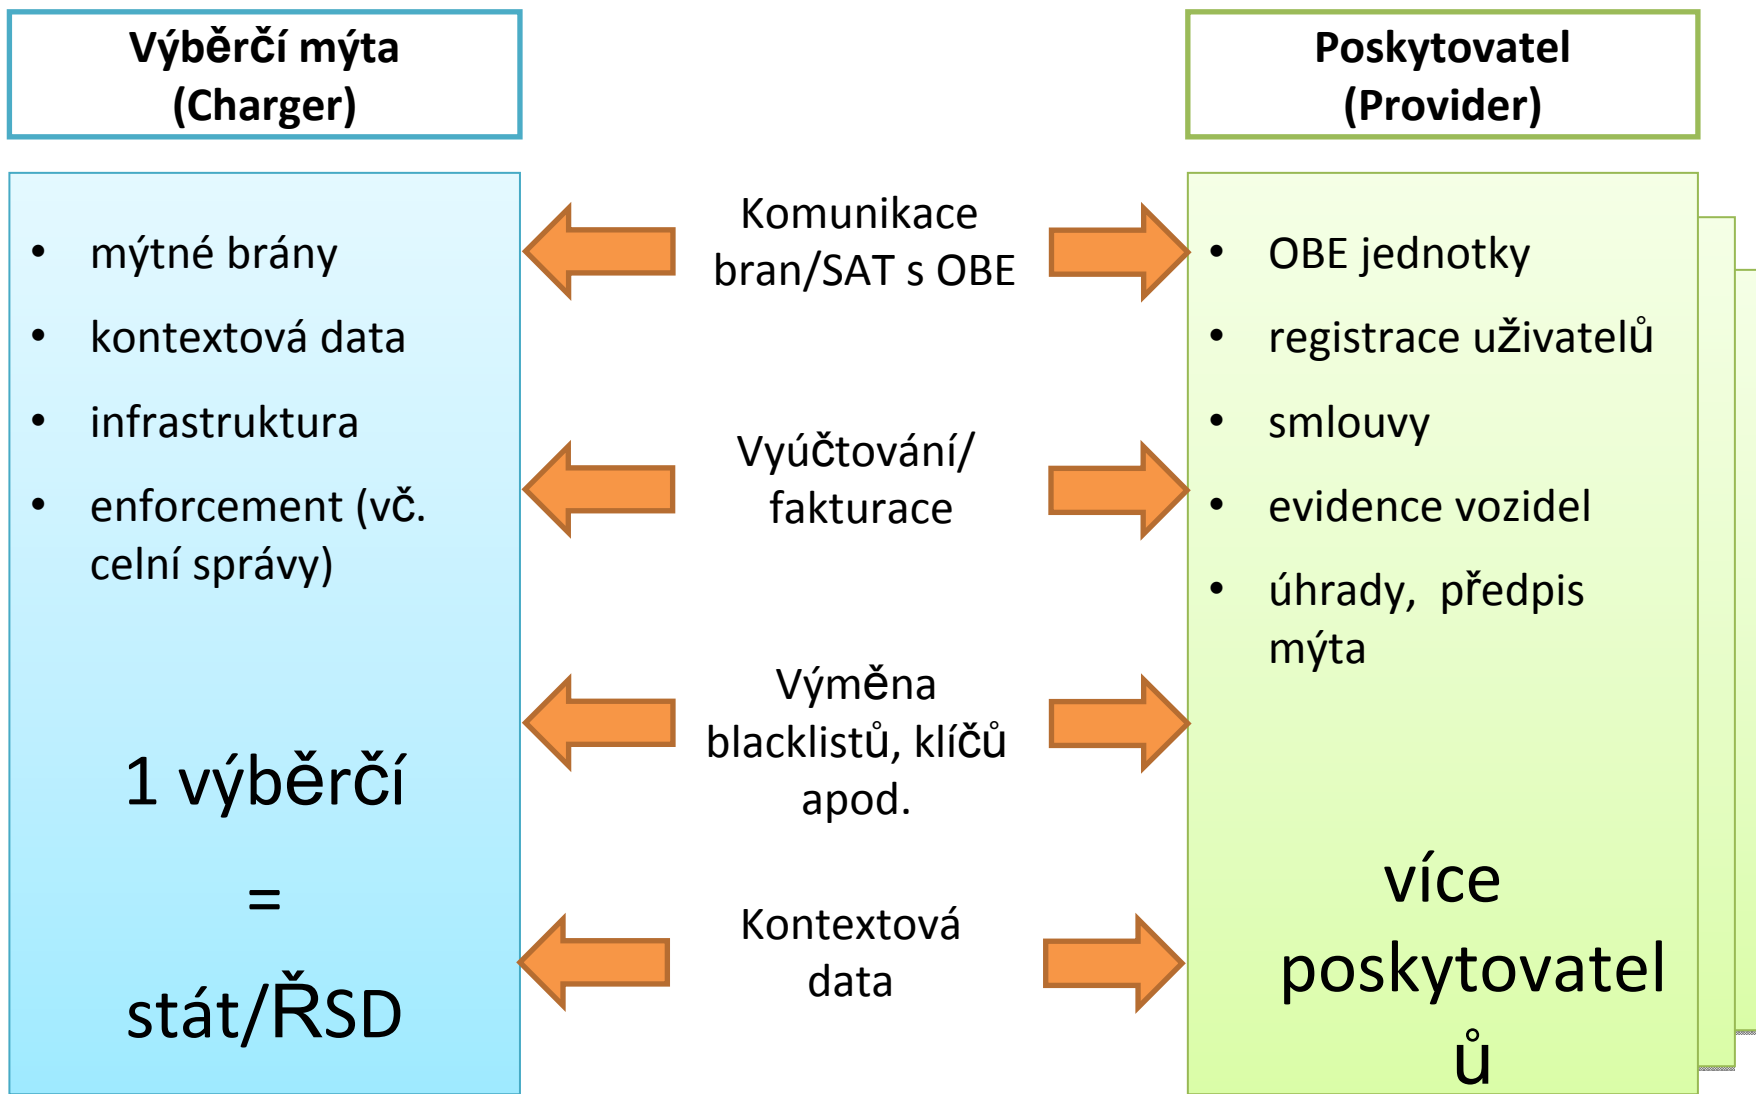 Výběrčí mýta
(Charger)
Poskytovatel
(Provider)
• mýtné brány
• kontextová data
• infrastruktura
• enforcement (vč.
celní správy)
1 výběrčí
=
stát/ŘSD
Komunikace
bran/SAT s OBE
Vyúčtování/
fakturace
Výměna
blacklistů, klíčů
apod.
Kontextová
data
• OBE jednotky
• registrace uživatelů
• smlouvy
• evidence vozidel
• úhrady, předpis
mýta
více
poskytovatel
ů